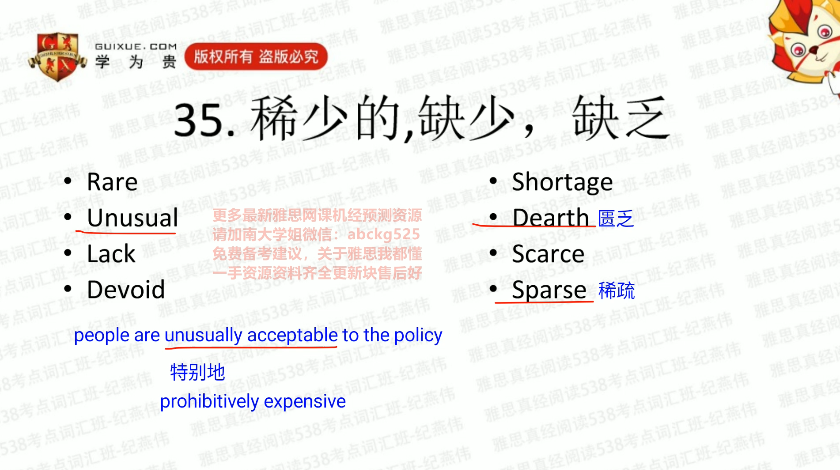 GUIXUE.COM
学为贵
版权所有 盗版必究
35. 稀少的,缺少，缺乏
• Rare
• Unusual
• Lack
• Devoid
• Shortage
• Dearth 匮乏
• Scarce
• Sparse 稀疏
更多最新雅思网课机经预测资源
请加南大学姐微信：abckg525
免费备考建议，关于雅思我都懂
一手资源资料齐全更新块售后好
people are unusually acceptable to the policy
特别地
prohibitively expensive
雅思真经阅读538考点词汇班-纪燕伟